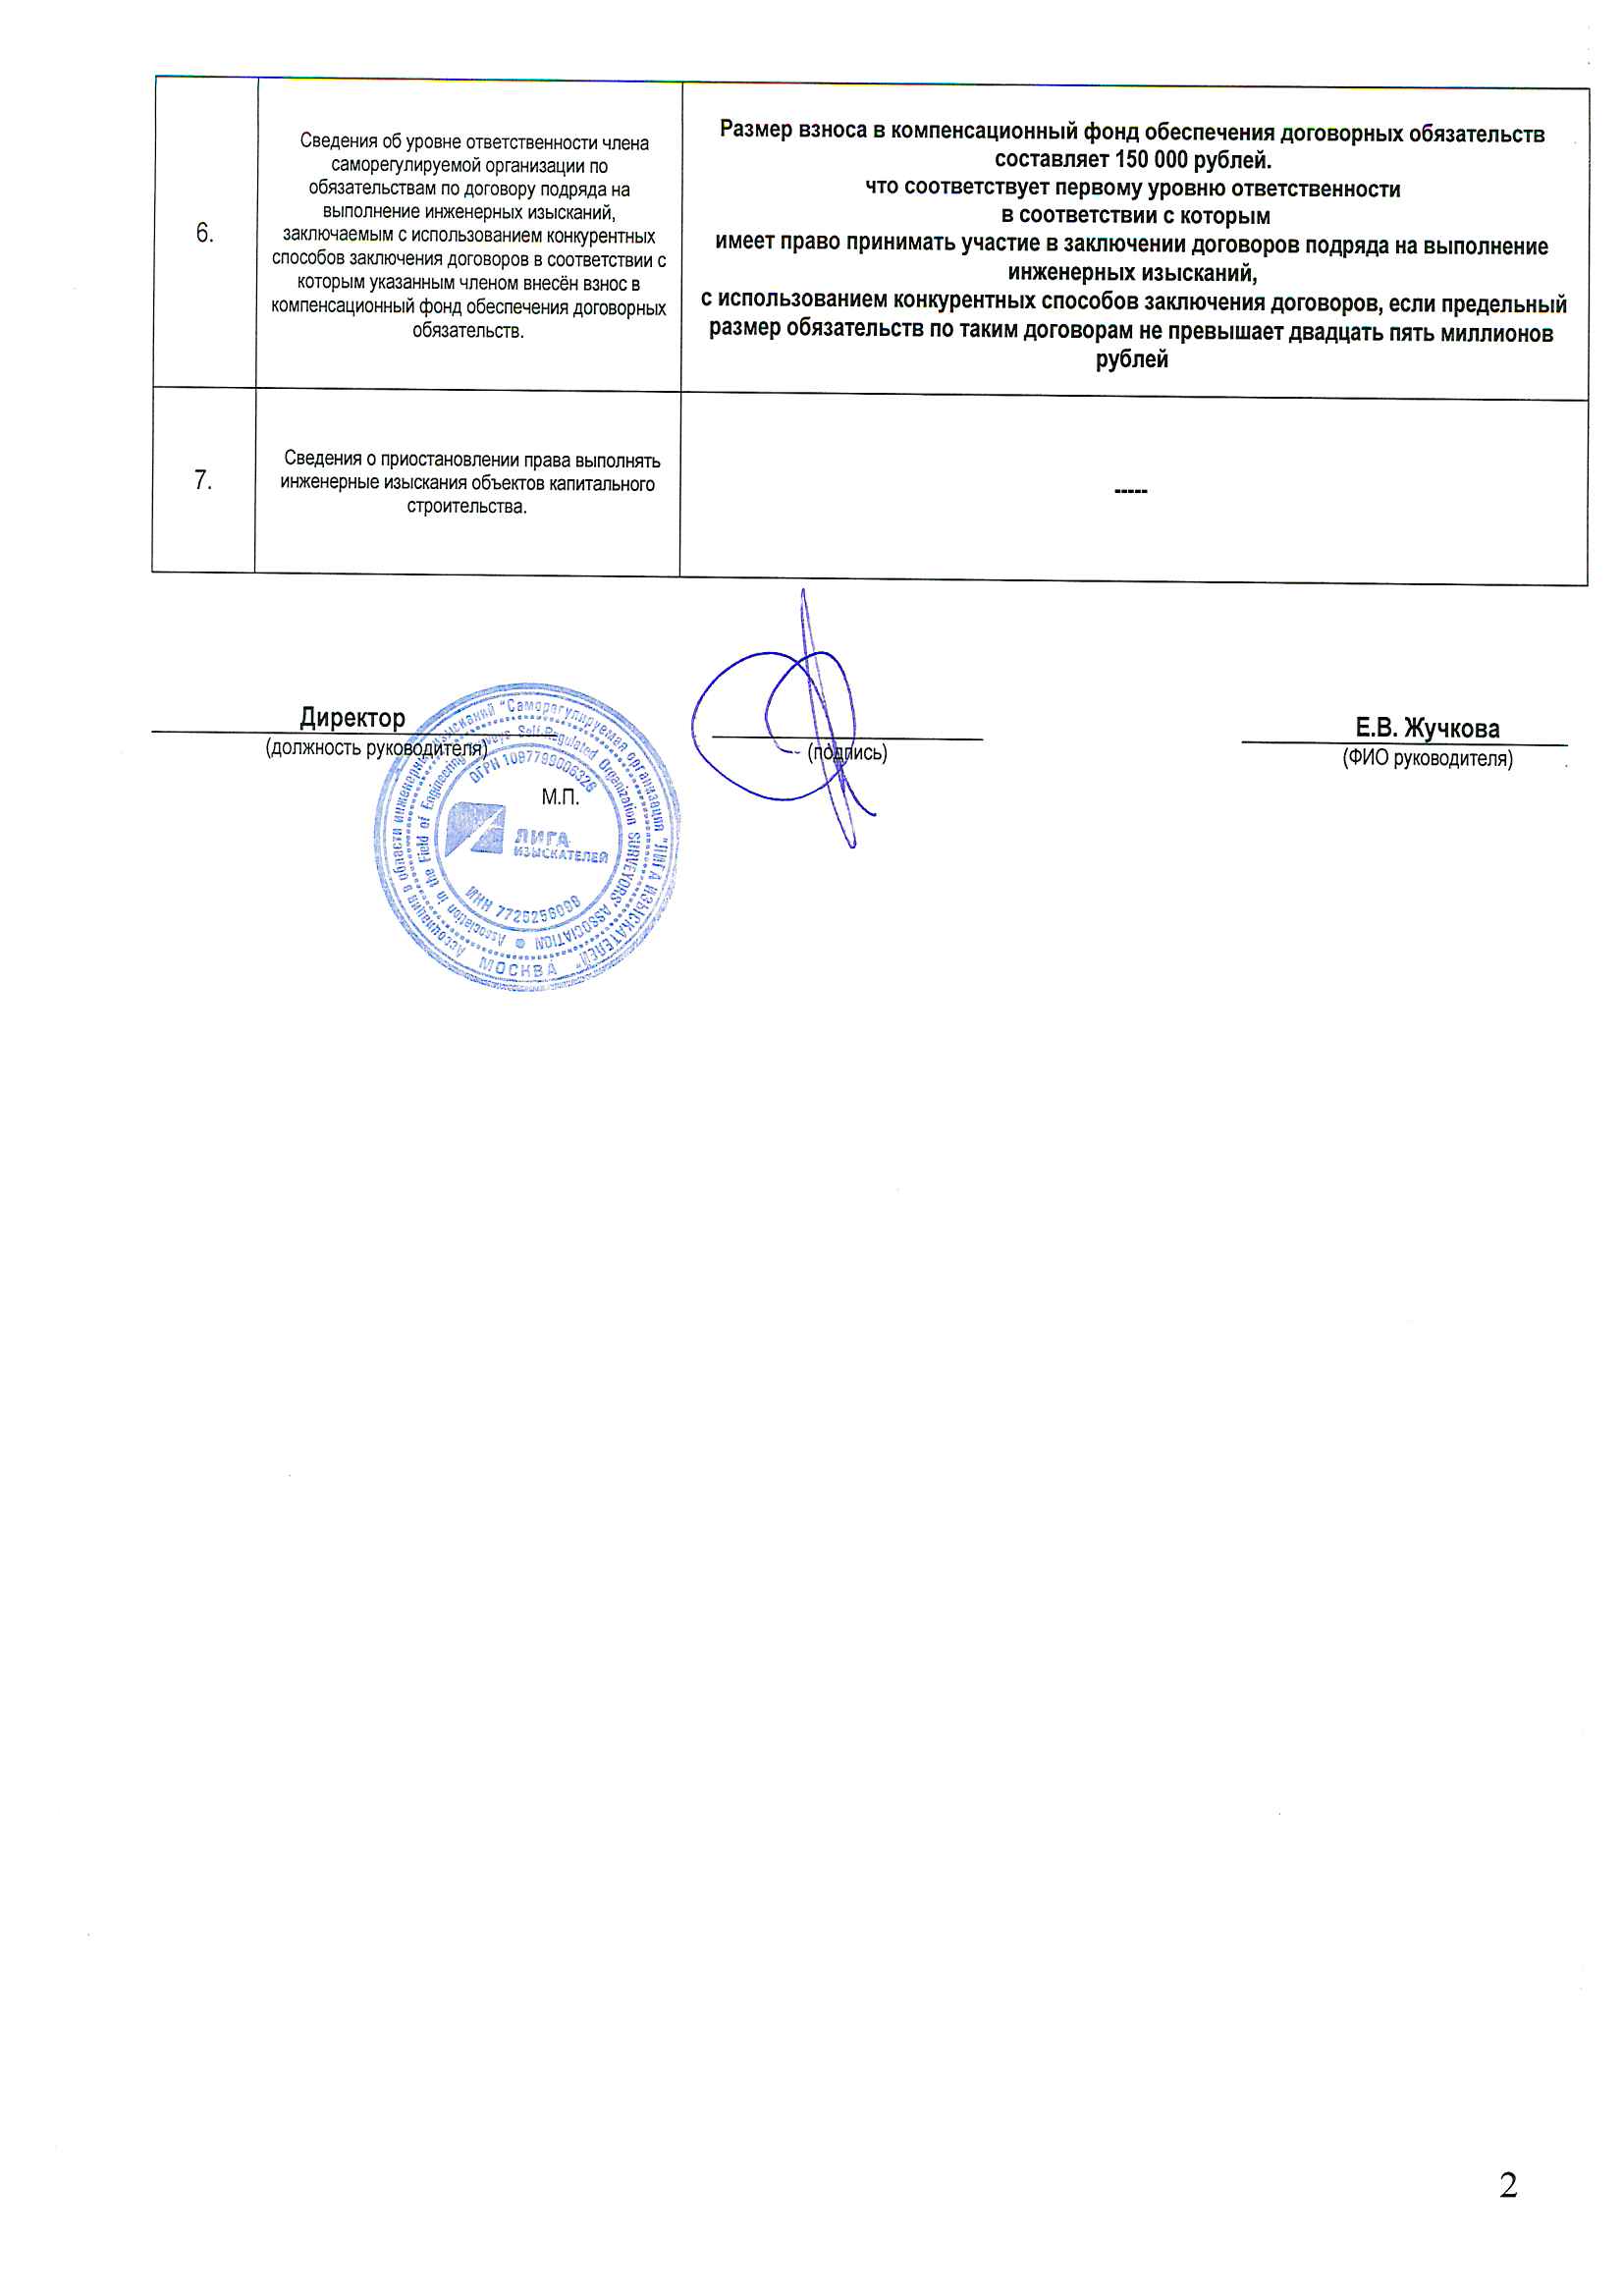 6.
Сведения об уровне ответственности члена
саморегулируемой организации по
обязательствам по договору подряда на
выполнение инженерных изысканий,
заключаемым с использованием конкурентных
способов заключения договоров в соответствии с
которым указанным членом внесён взнос в
компенсационный фонд обеспечения договорных
обязательств.
Размер взноса в компенсационный фонд обеспечения договорных обязательств
составляет 150 000 рублей.
что соответствует первому уровню ответственности
в соответствии с которым
имеет право принимать участие в заключении договоров подряда на выполнение
инженерных изысканий,
с использованием конкурентных способов заключения договоров, если предельный
размер обязательств по таким договорам не превышает двадцать пять миллионов
рублей
7.
Сведения о приостановлении права выполнять
инженерные изыскания объектов капитального
строительства.
-----
Директор
(должность руководителя)
(подпись)
Е.В. Жучкова
(ФИО руководителя)
М.П.
Ассоциация в области инженерных изысканий "Саморегулируемая организация "ЛИГА ИЗЫСКАТЕЛЕЙ"
МОСКВА
Association in the Field of Engineering Surveys Self-Regulated Organization SURVEYORS' ASSOCIATION
ОГРН 1097799006326
ЛИГА
ИЗЫСКАТЕЛЕЙ
ИНН
2